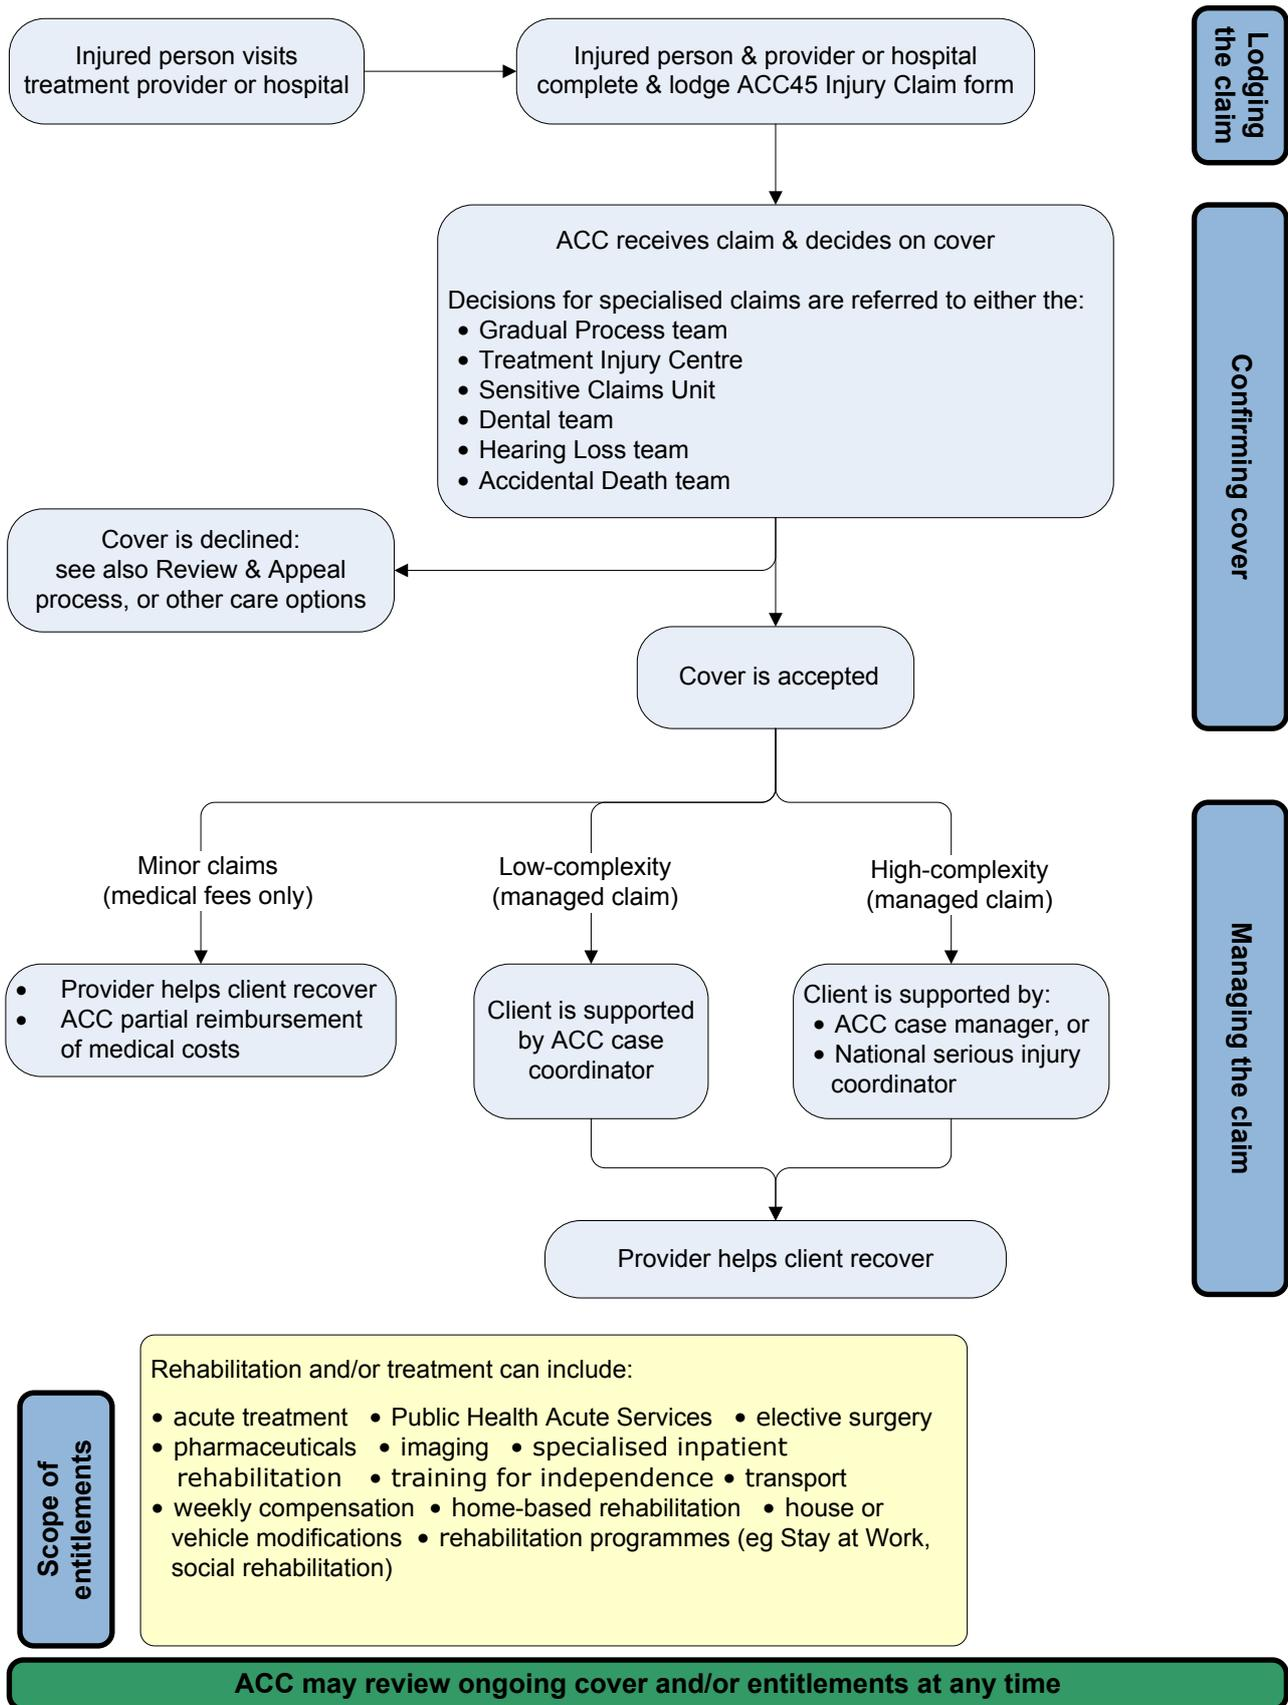 Injured person visits
treatment provider or hospital
Injured person & provider or hospital
complete & lodge ACC45 Injury Claim form
Lodging
the claim
ACC receives claim & decides on cover
Decisions for specialised claims are referred to either the:
• Gradual Process team
• Treatment Injury Centre
• Sensitive Claims Unit
• Dental team
• Hearing Loss team
• Accidental Death team
Confirming cover
Cover is declined:
see also Review & Appeal
process, or other care options
Cover is accepted
Minor claims
(medical fees only)
Low-complexity
(managed claim)
High-complexity
(managed claim)
Managing the claim
• Provider helps client recover
• ACC partial reimbursement
of medical costs
Client is supported
by ACC case
coordinator
Client is supported by:
• ACC case manager, or
• National serious injury
coordinator
Provider helps client recover
Scope of
entitlements
Rehabilitation and/or treatment can include:
• acute treatment • Public Health Acute Services • elective surgery
• pharmaceuticals • imaging • specialised inpatient
rehabilitation • training for independence • transport
• weekly compensation • home-based rehabilitation • house or
vehicle modifications • rehabilitation programmes (eg Stay at Work,
social rehabilitation)
ACC may review ongoing cover and/or entitlements at any time